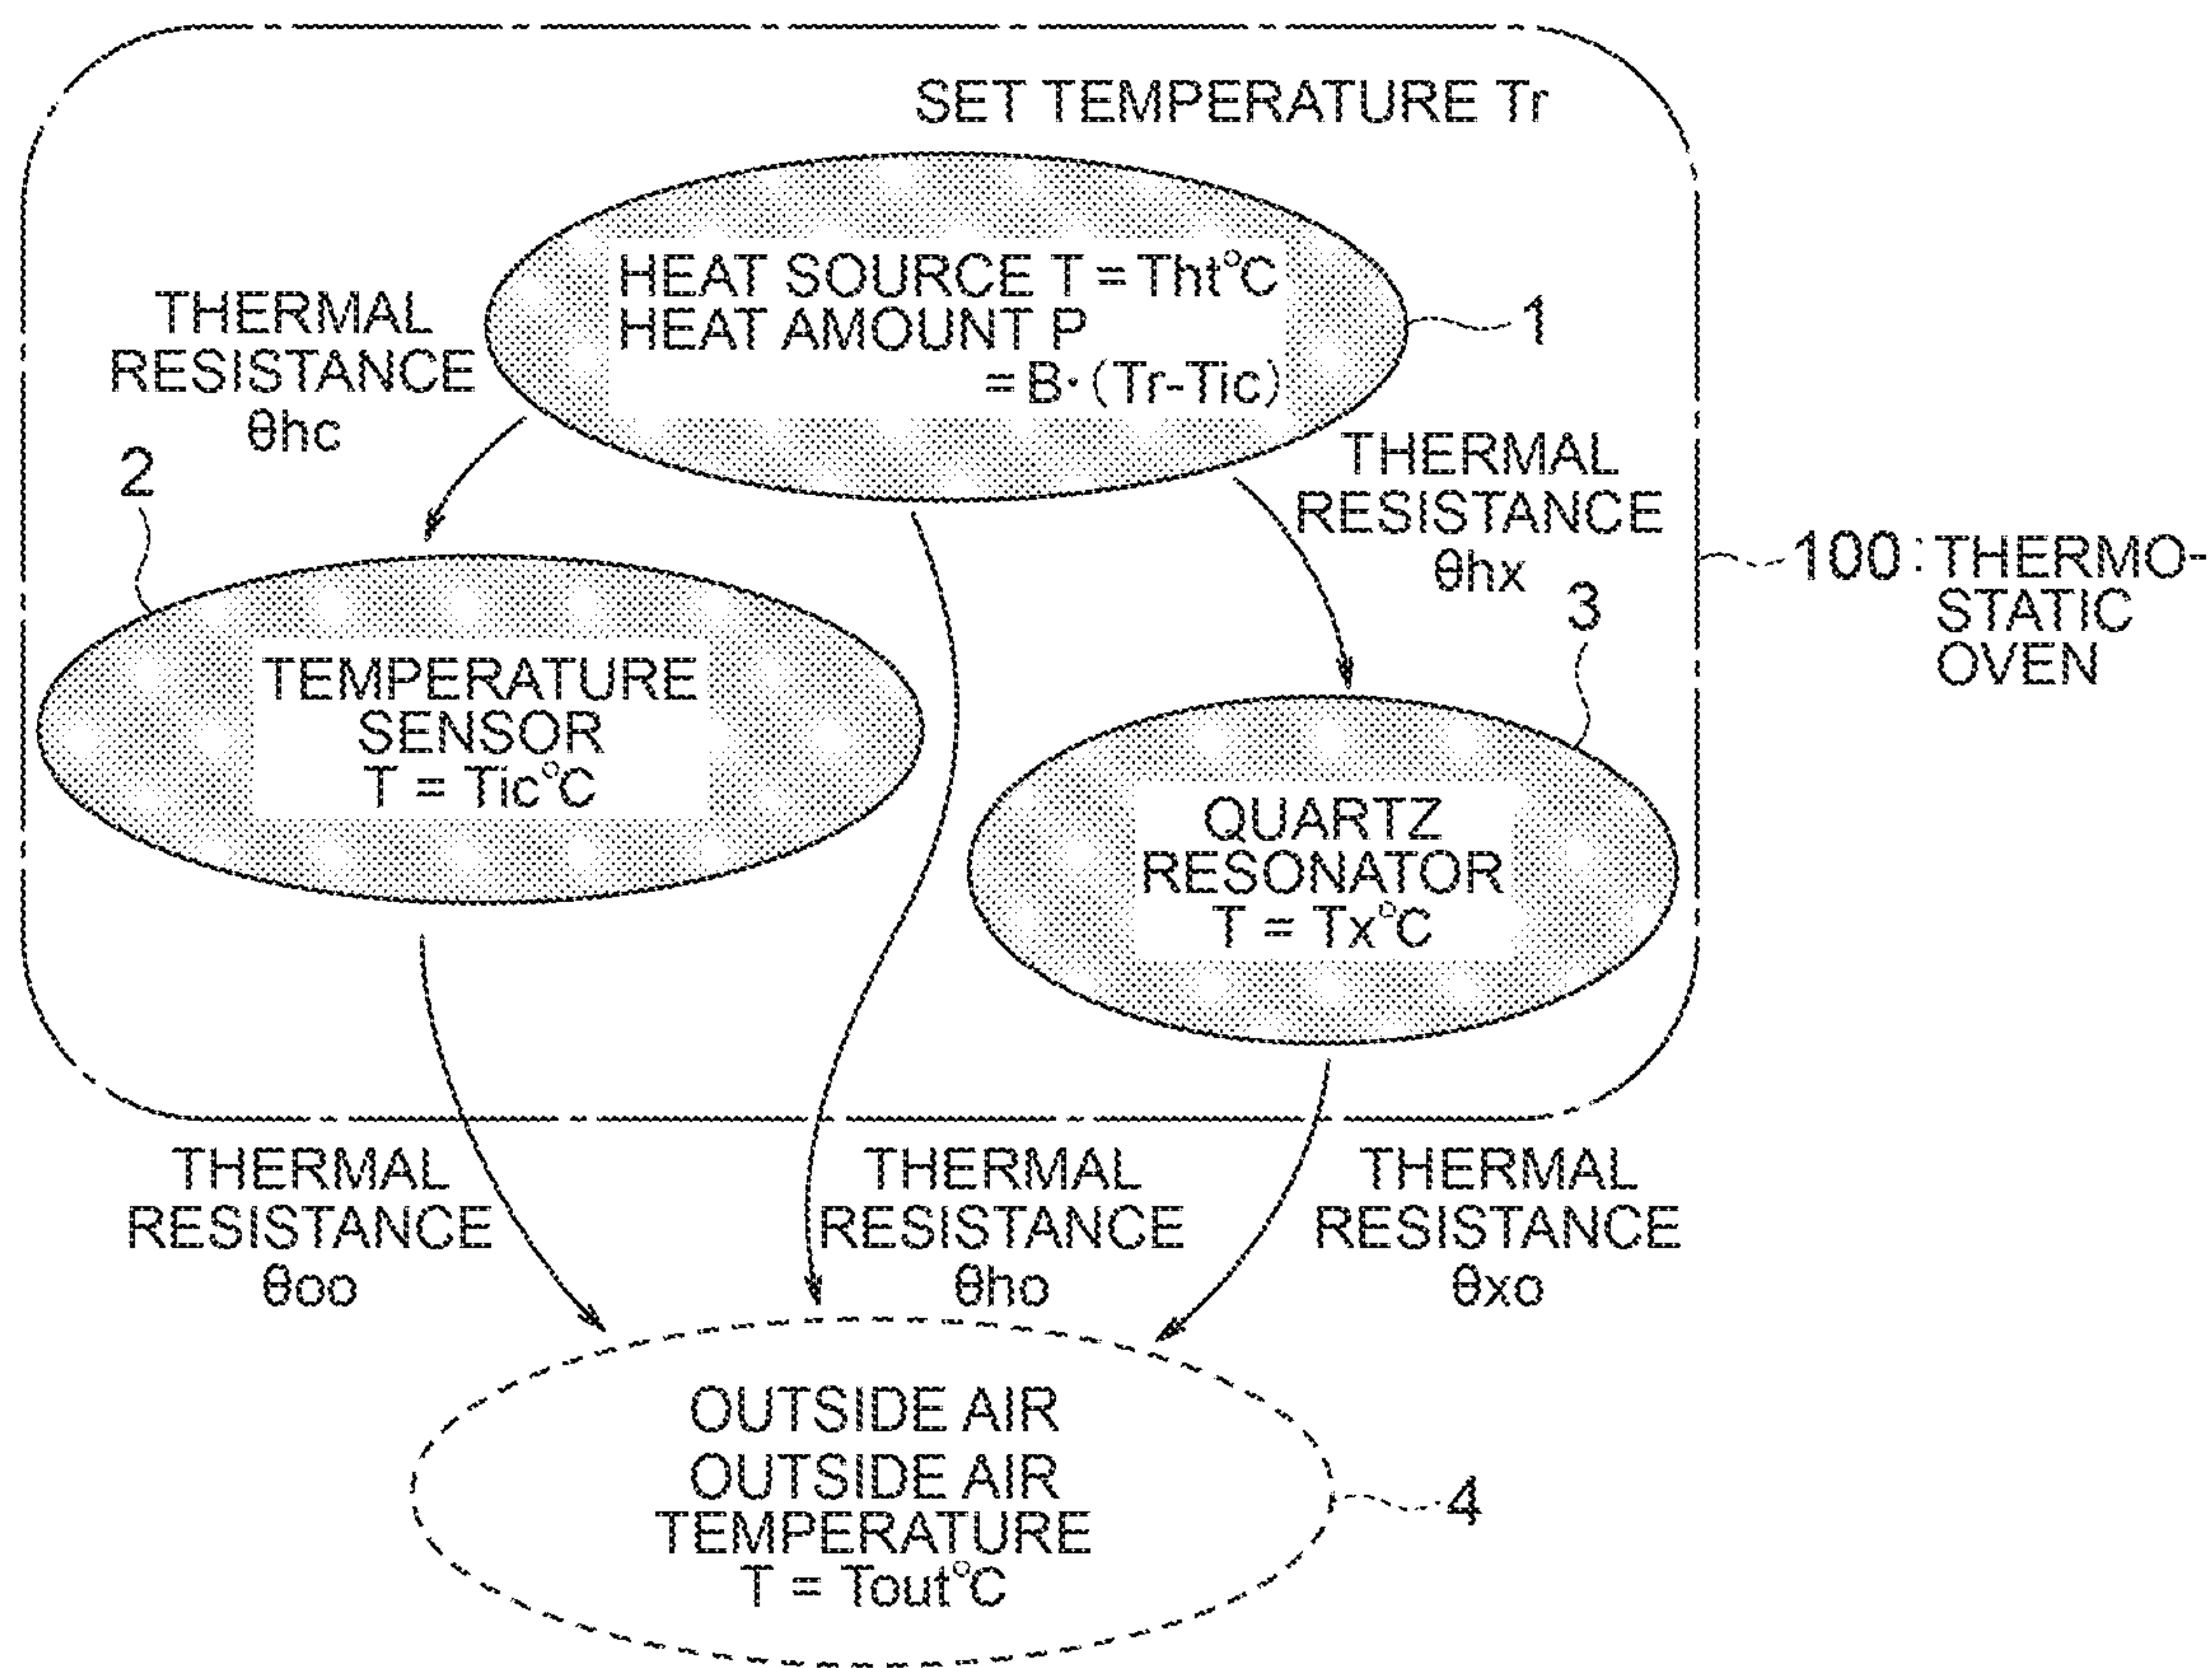 SET TEMPERATURE Tr
HEAT SOURCE T = Tht°C
HEAT AMOUNT P
= B·(Tr-Tic)
1
THERMAL
RESISTANCE
θhc
2
THERMAL
RESISTANCE
θhx
3
100:THERMO-
STATIC
OVEN
TEMPERATURE
SENSOR
T = Tic°C
QUARTZ
RESONATOR
T = Tx°C
THERMAL
RESISTANCE
θoo
THERMAL
RESISTANCE
θho
THERMAL
RESISTANCE
θxo
OUTSIDE AIR
OUTSIDE AIR
TEMPERATURE
T = Tout°C
4